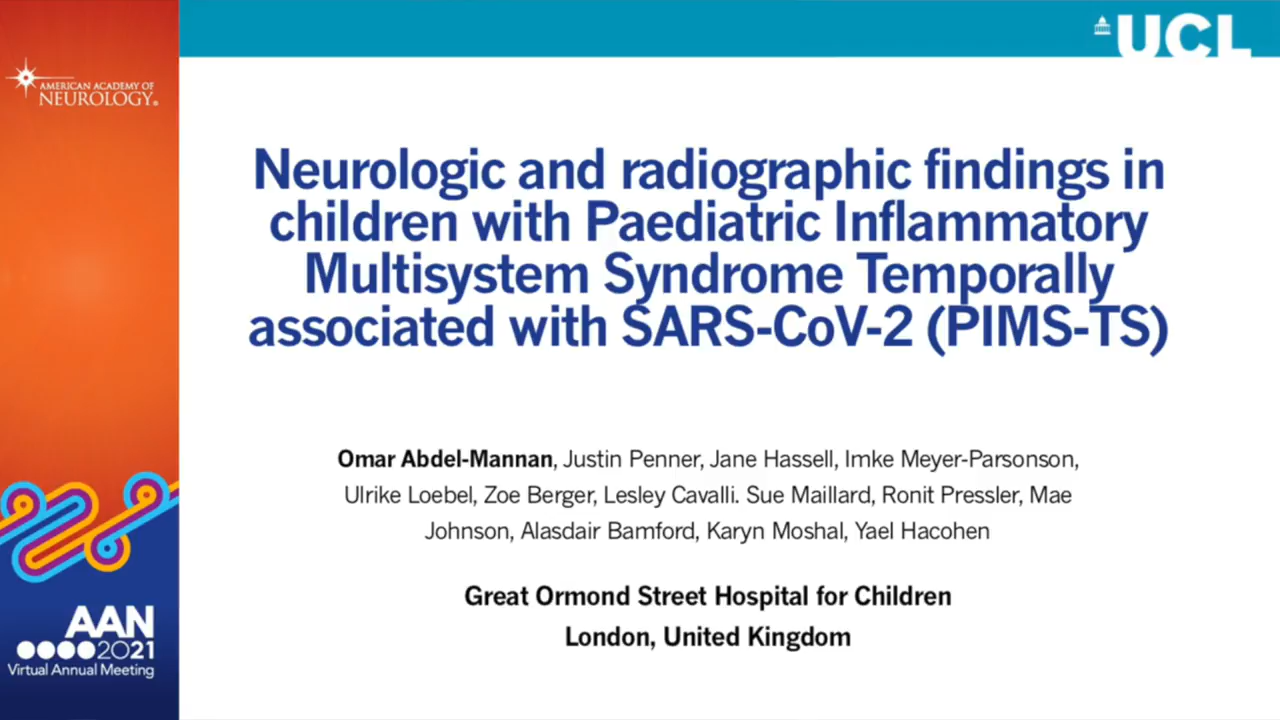 UCL
AMERICAN ACADEMY OF
NEUROLOGY®
Neurologic and radiographic findings in
children with Paediatric Inflammatory
Multisystem Syndrome Temporally
associated with SARS-CoV-2 (PIMS-TS)
Omar Abdel-Mannan, Justin Penner, Jane Hassell, Imke Meyer-Parsonson,
Ulrike Loebel, Zoe Berger, Lesley Cavalli. Sue Maillard, Ronit Pressler, Mae
Johnson, Alasdair Bamford, Karyn Moshal, Yael Hacohen
Great Ormond Street Hospital for Children
London, United Kingdom
AAN
2021
Virtual Annual Meeting